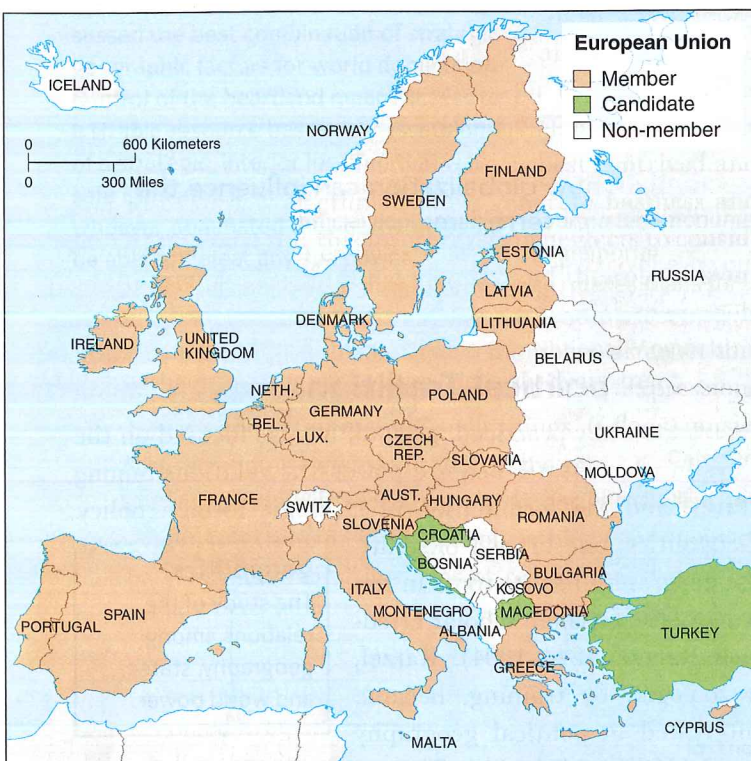 European Union
Member
Candidate
Non-member
0 600 Kilometers
0 300 Miles
ICELAND
NORWAY
FINLAND
SWEDEN
RUSSIA
ESTONIA
LATVIA
LITHUANIA
DENMARK
IRELAND
UNITED
KINGDOM
BELARUS
NETH.
POLAND
GERMANY
BEL.
LUX.
CZECH
REP.
UKRAINE
SLOVAKIA
MOLDOVA
FRANCE
SWITZ.
AUST.
HUNGARY
ROMANIA
SLOVENIA
CROATIA
SERBIA
BOSNIA
BULGARIA
ITALY
KOSOVO
MONTENEGRO
MACEDONIA
ALBANIA
PORTUGAL
SPAIN
TURKEY
GREECE
CYPRUS
MALTA